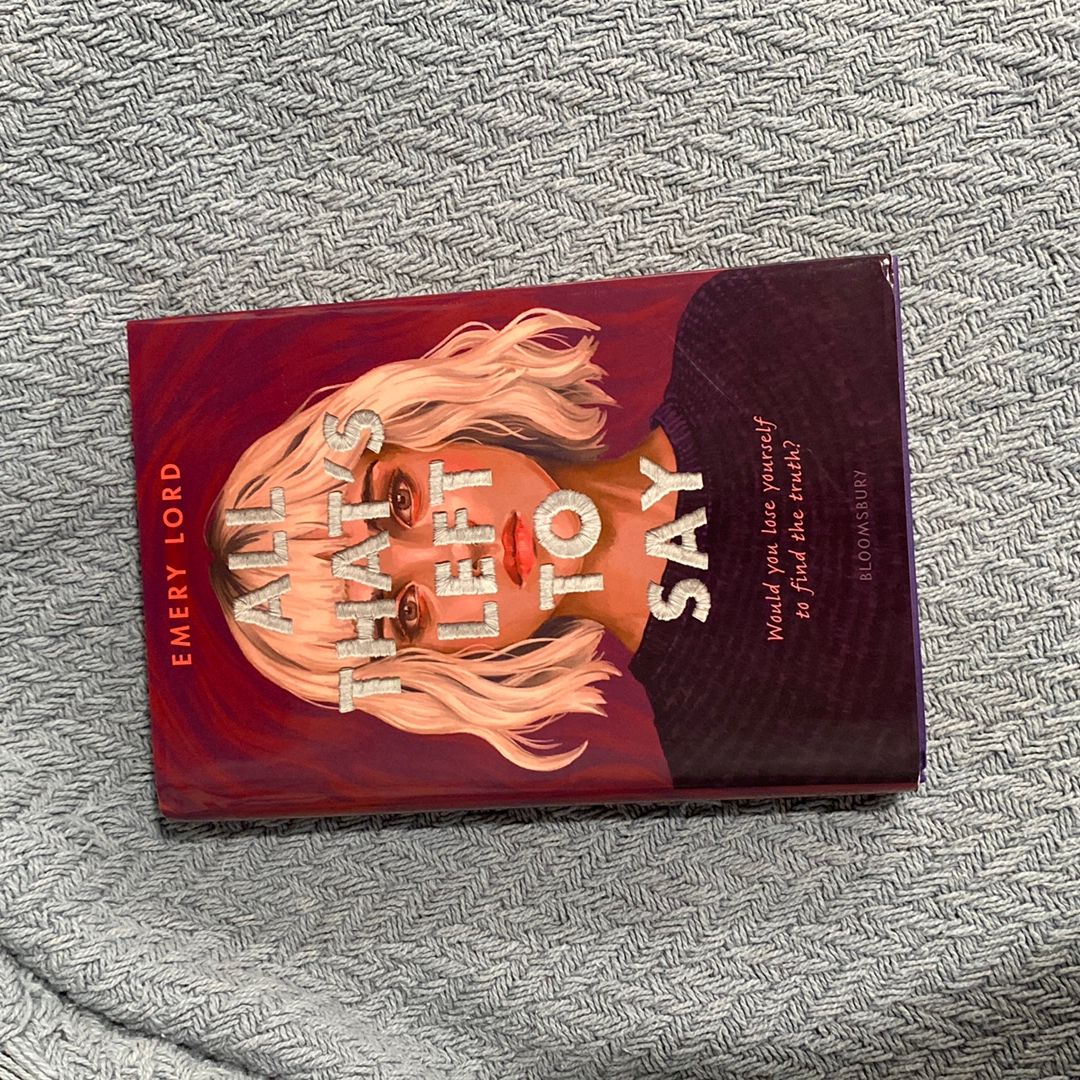 EMERY LORD
ALL
THAT'S
LEFT
TO
SAY
Would you lose yourself
to find the truth?
BLOOMSBURY